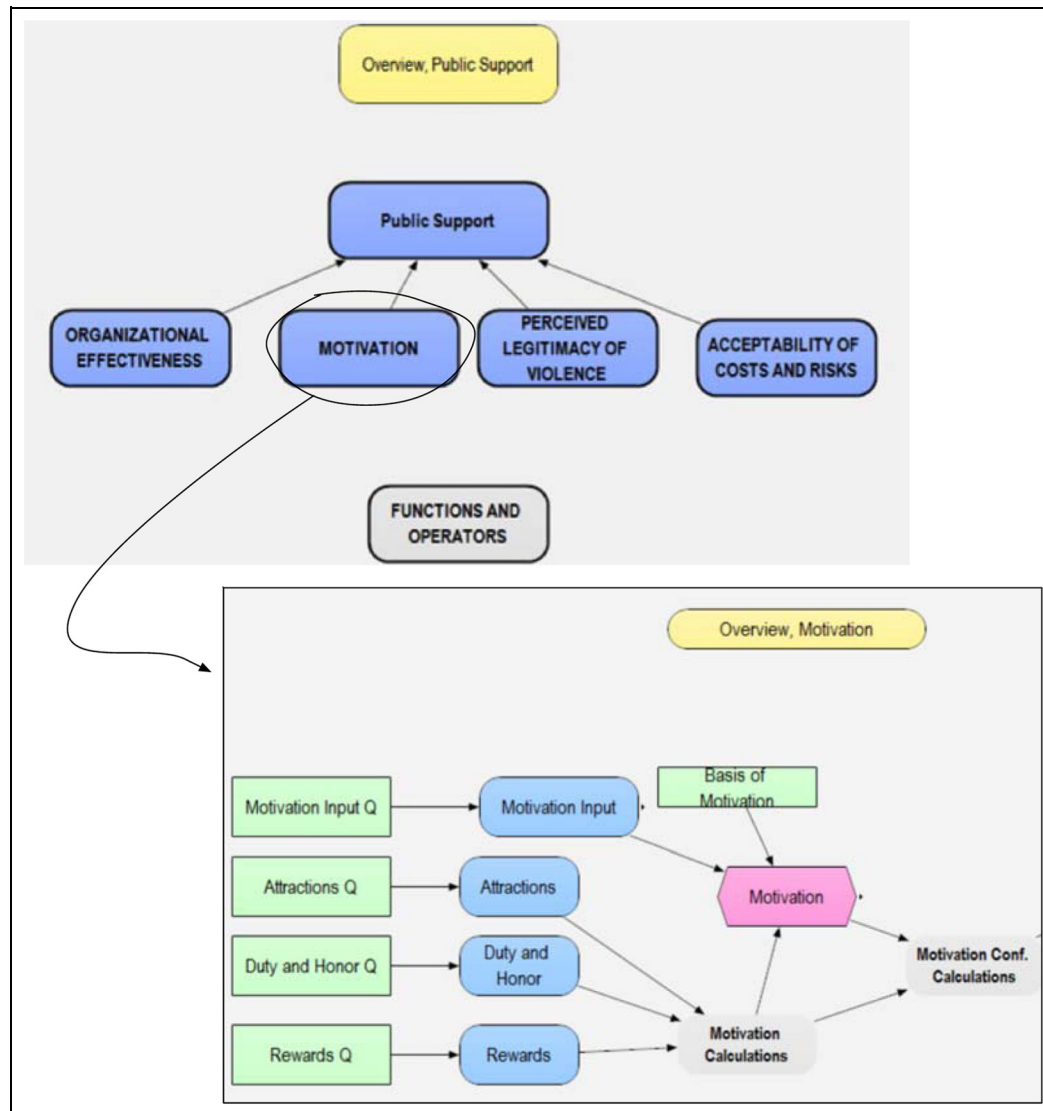 Overview, Public Support
Public Support
ORGANIZATIONAL
EFFECTIVENESS
MOTIVATION
PERCEIVED
LEGITIMACY OF
VIOLENCE
ACCEPTABILITY OF
COSTS AND RISKS
FUNCTIONS AND
OPERATORS
Overview, Motivation
Motivation Input Q
Motivation Input
Basis of
Motivation
Attractions Q
Attractions
Motivation
Duty and Honor Q
Duty and
Honor
Motivation Conf.
Calculations
Rewards Q
Rewards
Motivation
Calculations